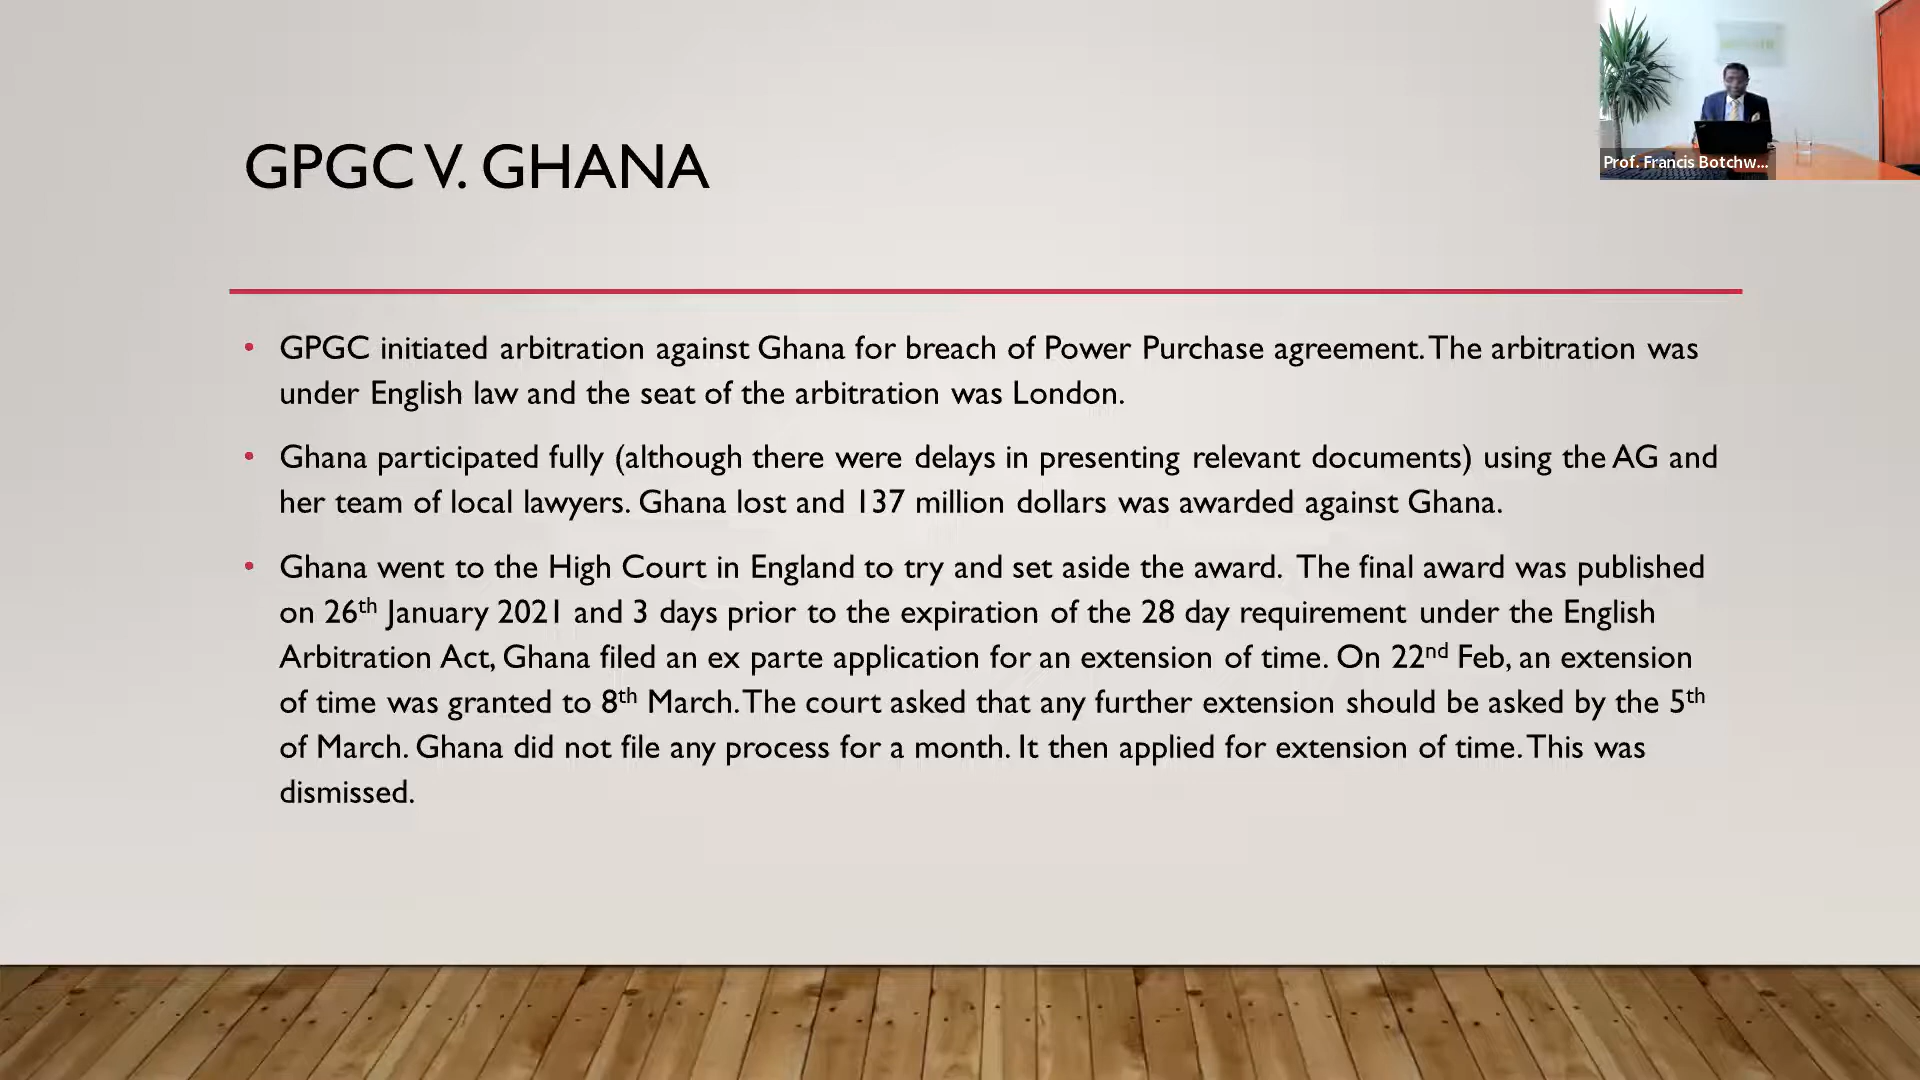 GPGC V. GHANA
Prof. Francis Botchw...
• GPGC initiated arbitration against Ghana for breach of Power Purchase agreement. The arbitration was
under English law and the seat of the arbitration was London.
• Ghana participated fully (although there were delays in presenting relevant documents) using the AG and
her team of local lawyers. Ghana lost and 137 million dollars was awarded against Ghana.
• Ghana went to the High Court in England to try and set aside the award. The final award was published
on 26th January 2021 and 3 days prior to the expiration of the 28 day requirement under the English
Arbitration Act, Ghana filed an ex parte application for an extension of time. On 22nd Feb, an extension
of time was granted to 8th March. The court asked that any further extension should be asked by the 5th
of March. Ghana did not file any process for a month. It then applied for extension of time. This was
dismissed.